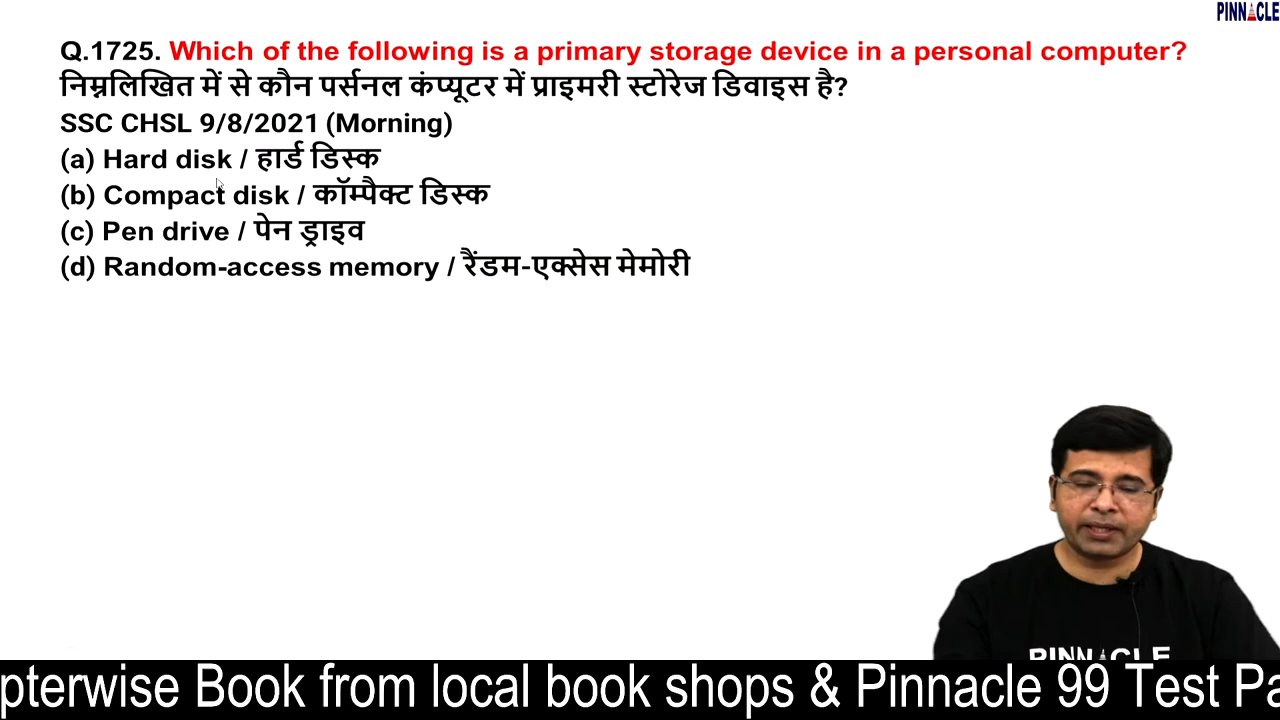 PINNACLE
Q.1725. Which of the following is a primary storage device in a personal computer?
निम्नलिखित में से कौन पर्सनल कंप्यूटर में प्राइमरी स्टोरेज डिवाइस है?
SSC CHSL 9/8/2021 (Morning)
(a) Hard disk / हार्ड डिस्क
(b) Compact disk / कॉम्पैक्ट डिस्क
(c) Pen drive / पेन ड्राइव
(d) Random-access memory / रैंडम-एक्सेस मेमोरी
PINNACLE
pterwise Book from local book shops & Pinnacle 99 Test Pa